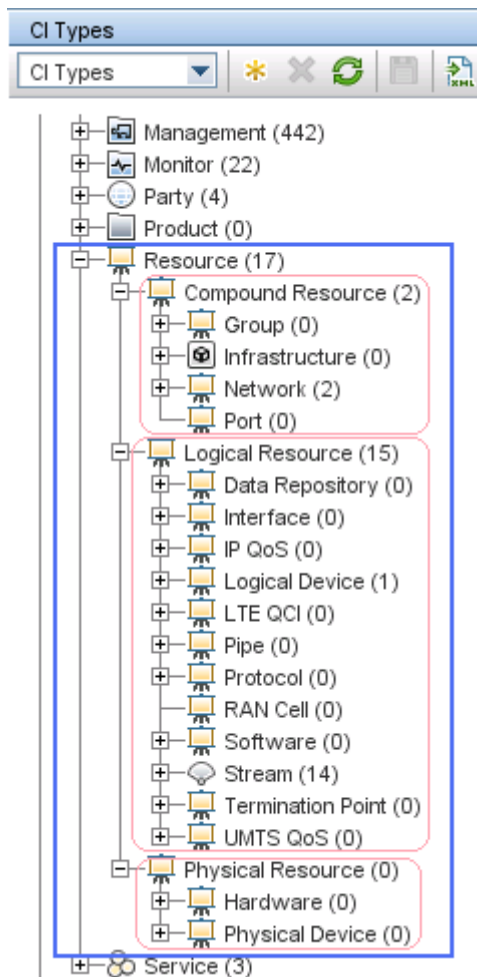 CI Types
CI Types
XML
Management (442)
Monitor (22)
Party (4)
Product (0)
Resource (17)
Compound Resource (2)
Group (0)
Infrastructure (0)
Network (2)
Port (0)
Logical Resource (15)
Data Repository (0)
Interface (0)
IP QoS (0)
Logical Device (1)
LTE QCI (0)
Pipe (0)
Protocol (0)
RAN Cell (0)
Software (0)
Stream (14)
Termination Point (0)
UMTS QoS (0)
Physical Resource (0)
Hardware (0)
Physical Device (0)
Service (3)